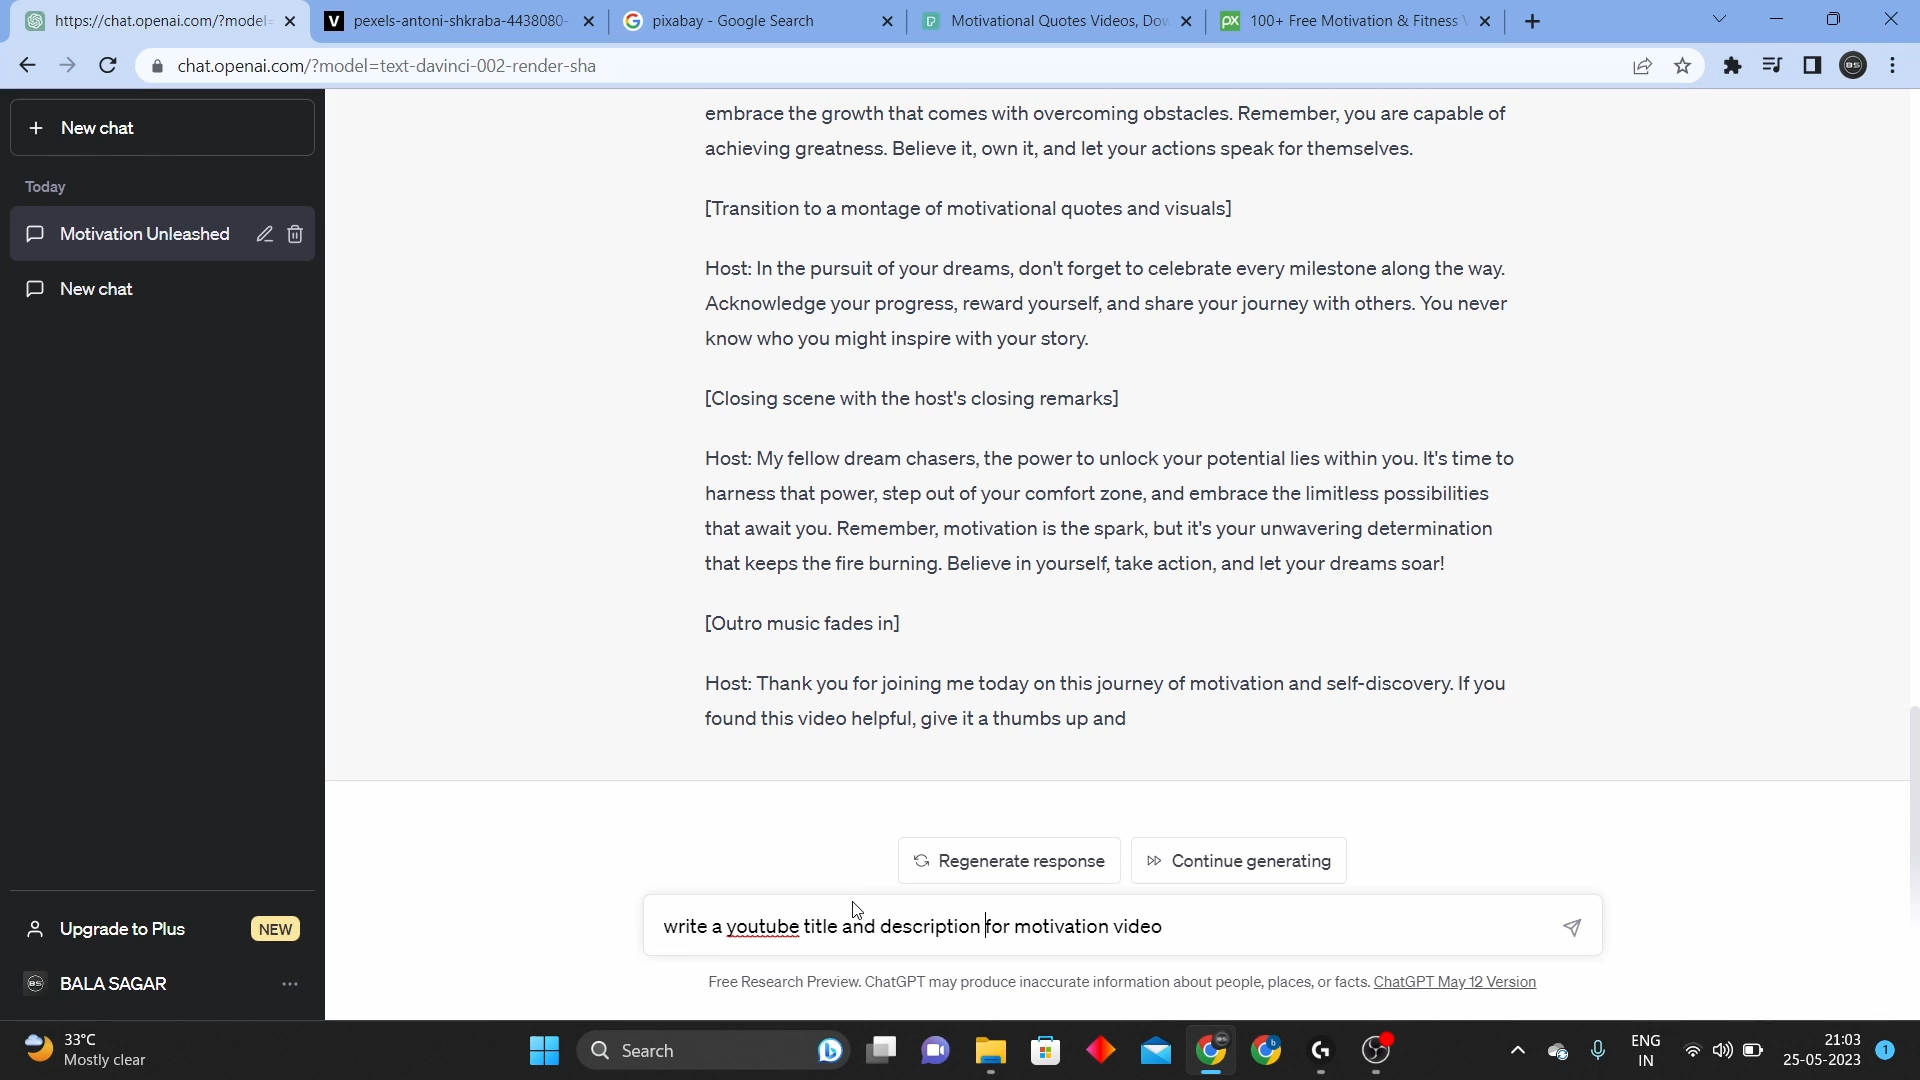 https://chat.openai.com/?model=
pexels-antoni-shkraba-4438080-
pixabay - Google Search
Motivational Quotes Videos, Dow
100+ Free Motivation & Fitness V
chat.openai.com/?model=text-davinci-002-render-sha
New chat
Today
Motivation Unleashed
New chat
embrace the growth that comes with overcoming obstacles. Remember, you are capable of
achieving greatness. Believe it, own it, and let your actions speak for themselves.
[Transition to a montage of motivational quotes and visuals]
Host: In the pursuit of your dreams, don't forget to celebrate every milestone along the way.
Acknowledge your progress, reward yourself, and share your journey with others. You never
know who you might inspire with your story.
[Closing scene with the host's closing remarks]
Host: My fellow dream chasers, the power to unlock your potential lies within you. It's time to
harness that power, step out of your comfort zone, and embrace the limitless possibilities
that await you. Remember, motivation is the spark, but it's your unwavering determination
that keeps the fire burning. Believe in yourself, take action, and let your dreams soar!
[Outro music fades in]
Host: Thank you for joining me today on this journey of motivation and self-discovery. If you
found this video helpful, give it a thumbs up and
Regenerate response
Continue generating
write a youtube title and description for motivation video
Free Research Preview. ChatGPT may produce inaccurate information about people, places, or facts. ChatGPT May 12 Version
Upgrade to Plus
NEW
BALA SAGAR
33°C
Mostly clear
Search
ENG
IN
21:03
25-05-2023
1